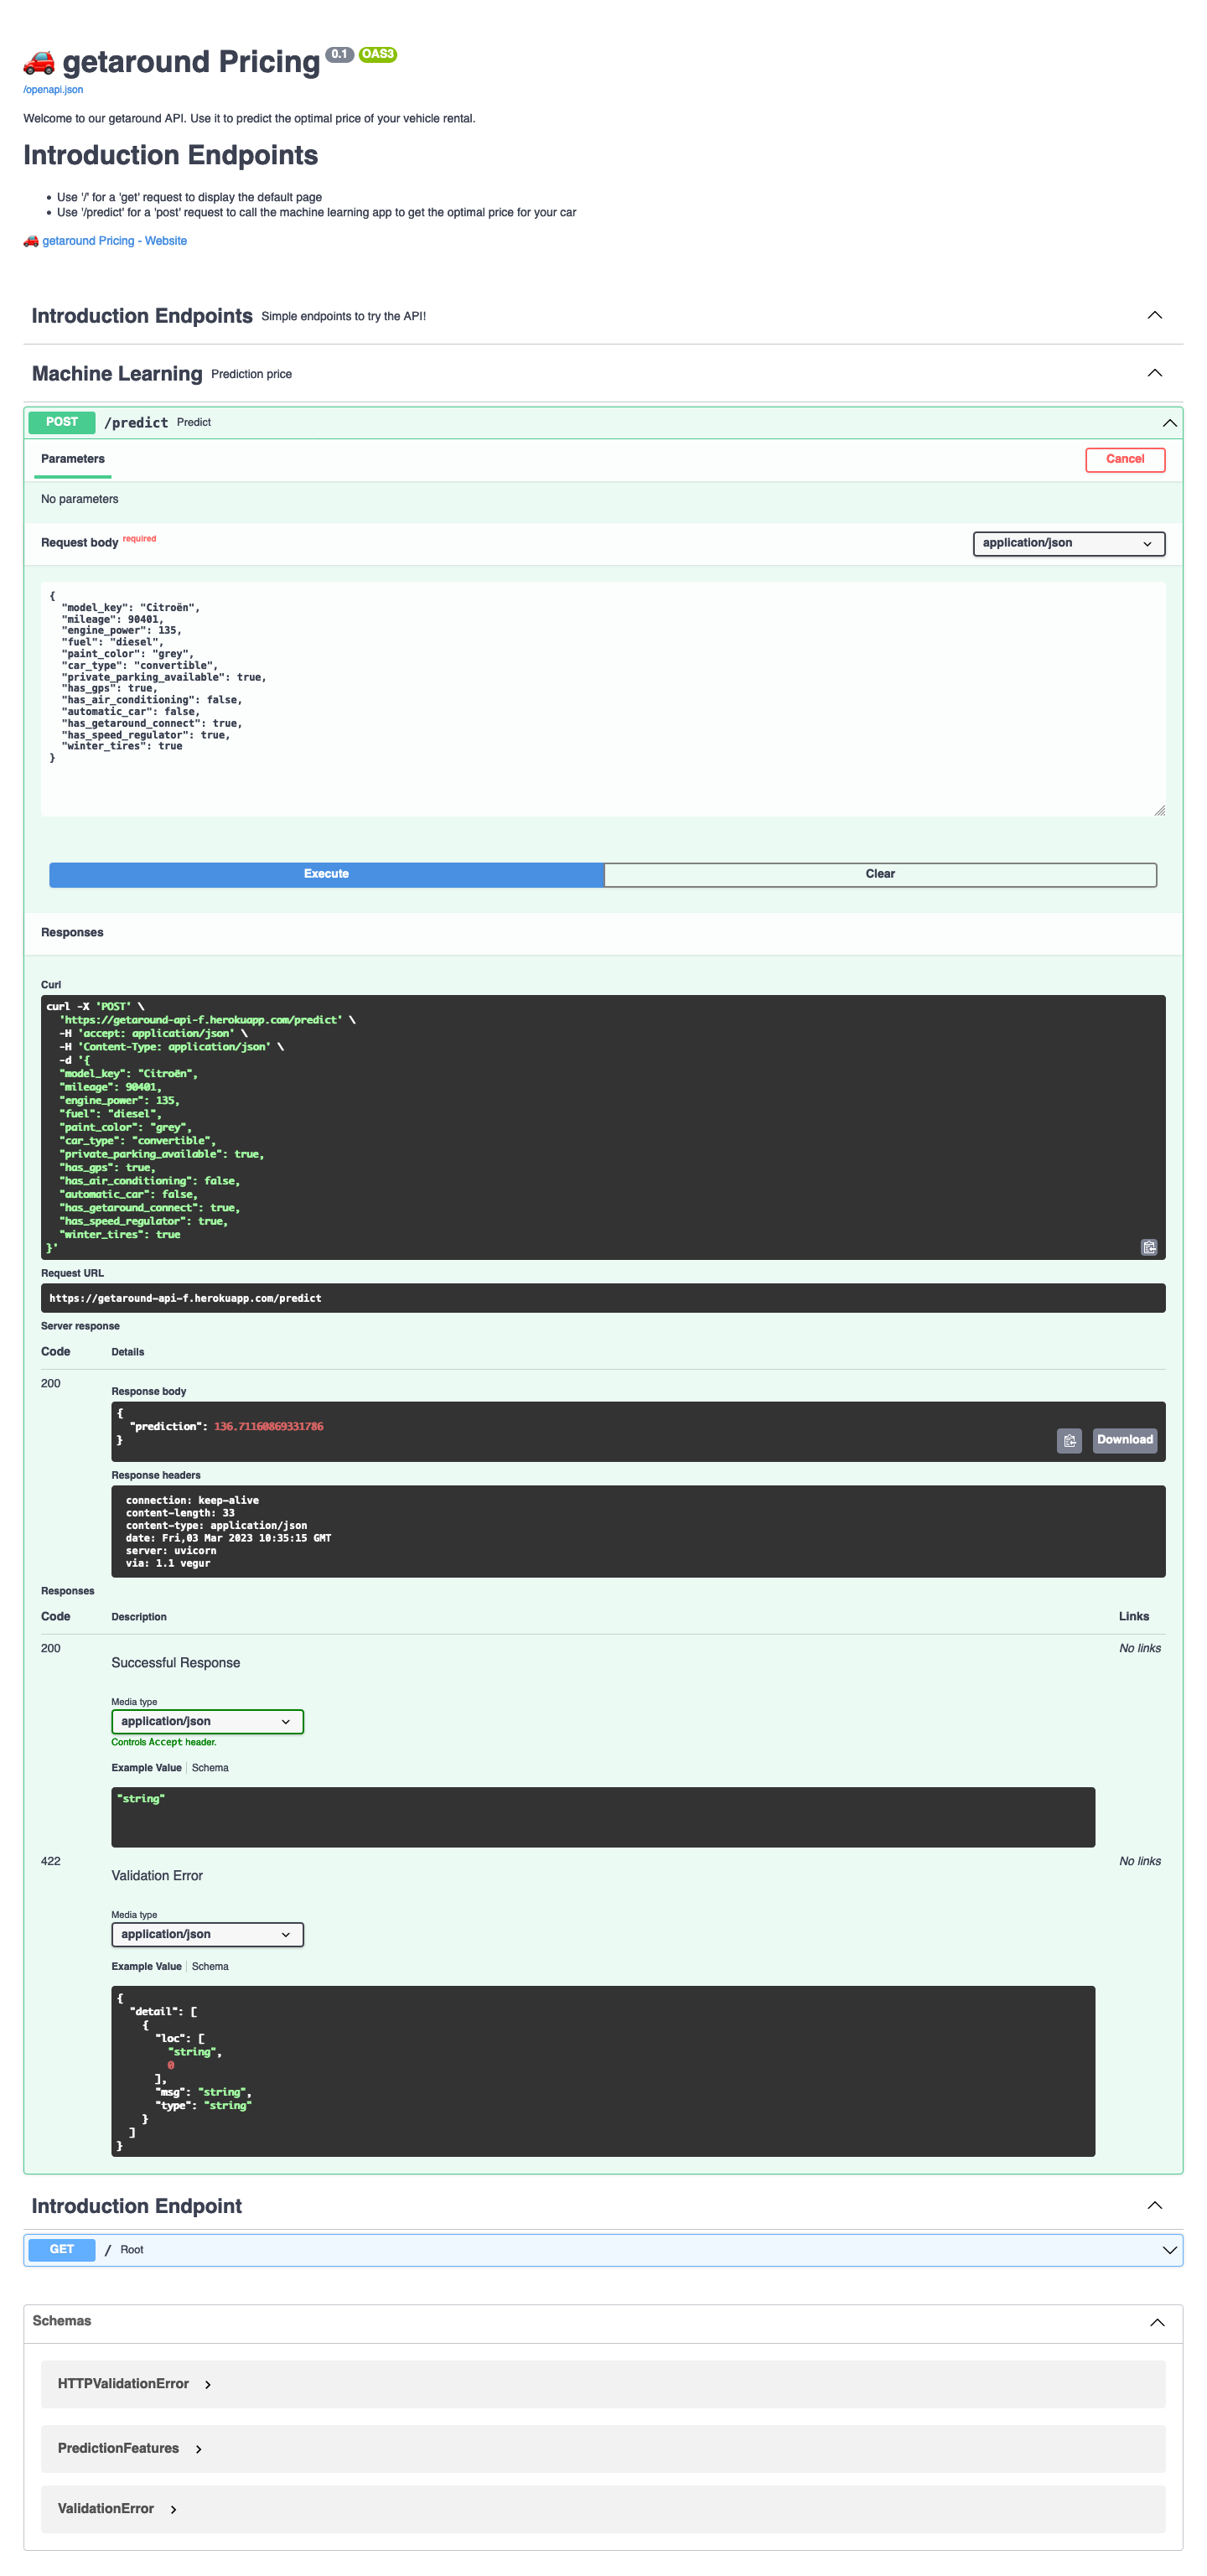 🚗 getaround Pricing 0.1 OAS3
/openapi.json
Welcome to our getaround API. Use it to predict the optimal price of your vehicle rental.
Introduction Endpoints
• Use '/' for a 'get' request to display the default page
• Use '/predict' for a 'post' request to call the machine learning app to get the optimal price for your car
🚗 getaround Pricing - Website
Introduction Endpoints Simple endpoints to try the API!
Machine Learning Prediction price
POST /predict Predict
Parameters Cancel
No parameters
Request body required application/json
{
  "model_key": "Citroën",
  "mileage": 90401,
  "engine_power": 135,
  "fuel": "diesel",
  "paint_color": "grey",
  "car_type": "convertible",
  "private_parking_available": true,
  "has_gps": true,
  "has_air_conditioning": false,
  "automatic_car": false,
  "has_getaround_connect": true,
  "has_speed_regulator": true,
  "winter_tires": true
}
Execute Clear
Responses
Curl
curl -X 'POST' \
  'https://getaround-api-f.herokuapp.com/predict' \
  -H 'accept: application/json' \
  -H 'Content-Type: application/json' \
  -d '{
  "model_key": "Citroën",
  "mileage": 90401,
  "engine_power": 135,
  "fuel": "diesel",
  "paint_color": "grey",
  "car_type": "convertible",
  "private_parking_available": true,
  "has_gps": true,
  "has_air_conditioning": false,
  "automatic_car": false,
  "has_getaround_connect": true,
  "has_speed_regulator": true,
  "winter_tires": true
}'
Request URL
https://getaround-api-f.herokuapp.com/predict
Server response
Code Details
200
Response body
{
  "prediction": 136.71160869331786
}
Download
Response headers
connection: keep-alive
content-length: 33
content-type: application/json
date: Fri,03 Mar 2023 10:35:15 GMT
server: uvicorn
via: 1.1 vegur
Responses
Code Description Links
200 No links
Successful Response
Media type
application/json
Controls Accept header.
Example Value Schema
"string"
422 No links
Validation Error
Media type
application/json
Example Value Schema
{
  "detail": [
    {
      "loc": [
        "string",
        0
      ],
      "msg": "string",
      "type": "string"
    }
  ]
}
Introduction Endpoint
GET / Root
Schemas
HTTPValidationError
PredictionFeatures
ValidationError